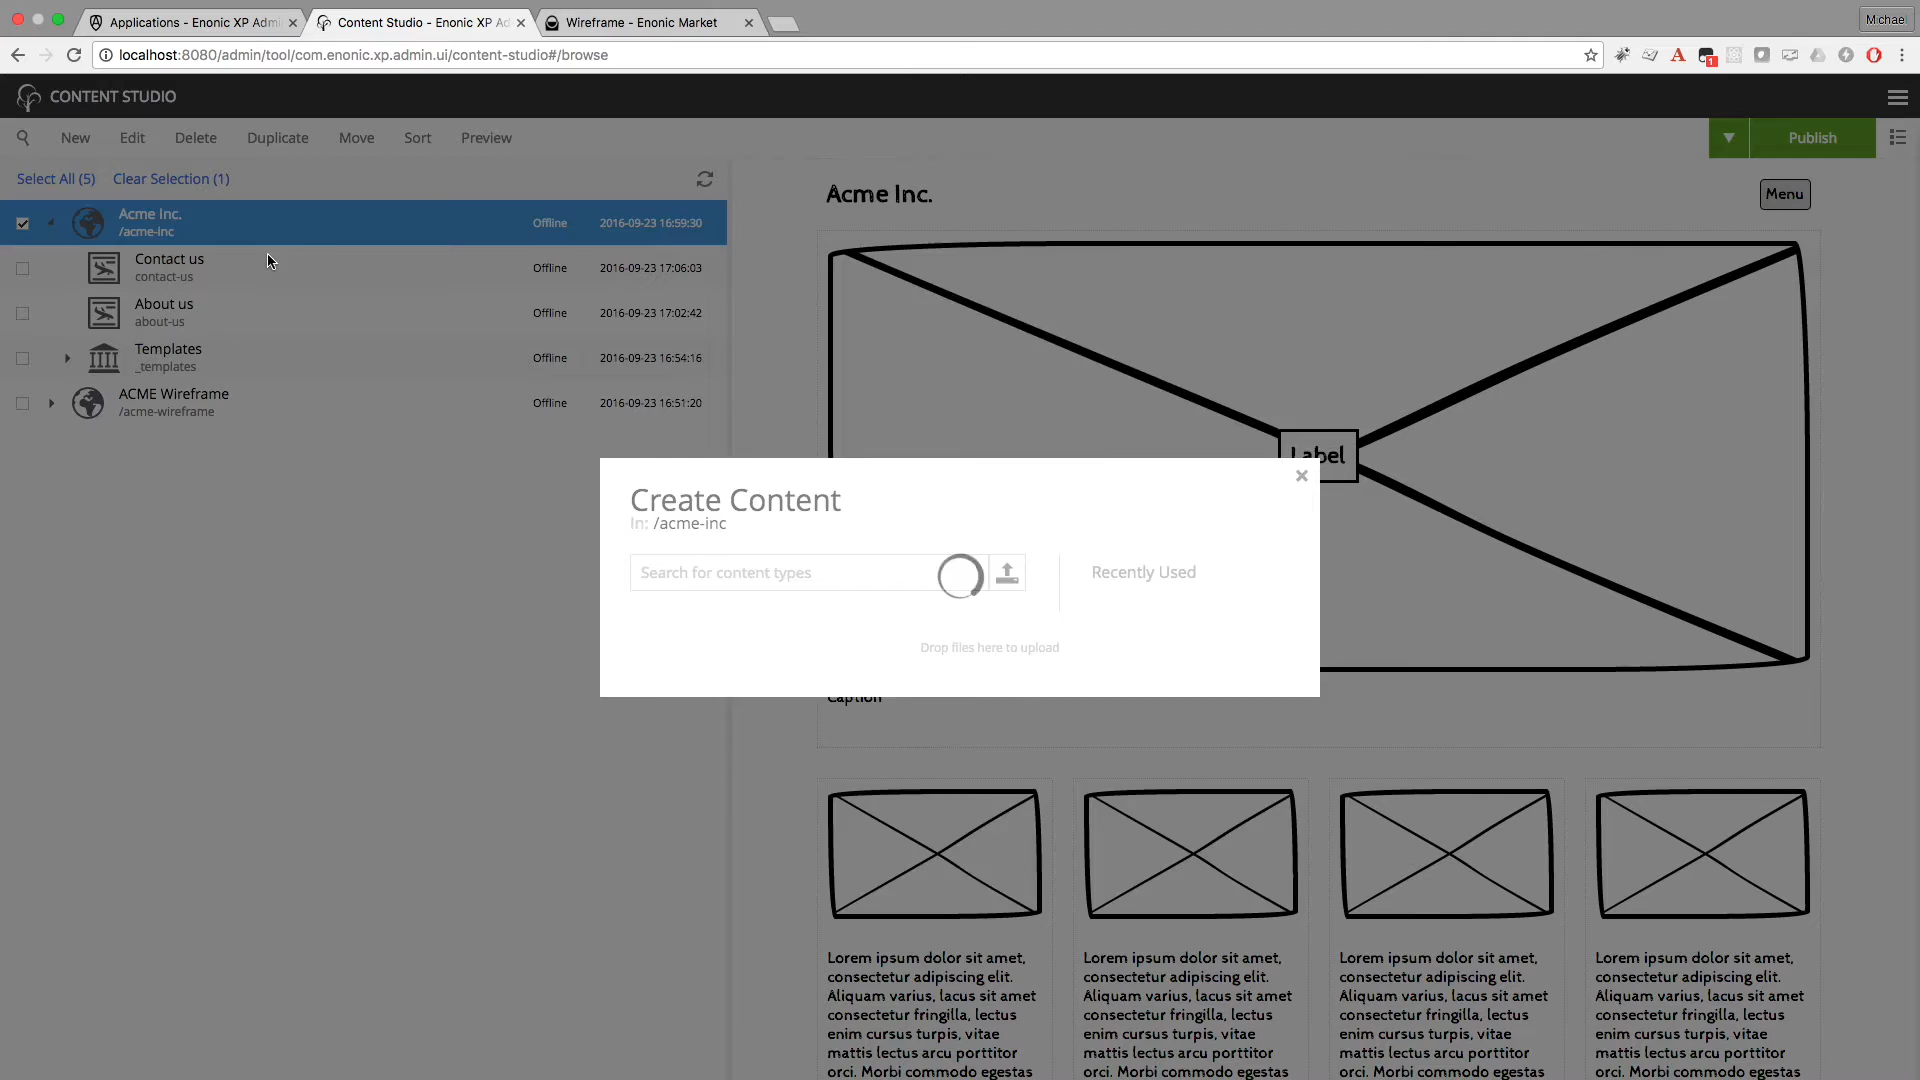 Applications - Enonic XP Admi
Content Studio - Enonic XP Ad
Wireframe - Enonic Market
Michael
localhost:8080/admin/tool/com.enonic.xp.admin.ui/content-studio#/browse
A
1
CONTENT STUDIO
New
Edit
Delete
Duplicate
Move
Sort
Preview
Publish
Select All (5)
Clear Selection (1)
Acme Inc.
/acme-inc
Offline
2016-09-23 16:59:30
Contact us
contact-us
Offline
2016-09-23 17:06:03
About us
about-us
Offline
2016-09-23 17:02:42
Templates
_templates
Offline
2016-09-23 16:54:16
ACME Wireframe
/acme-wireframe
Offline
2016-09-23 16:51:20
Acme Inc.
Menu
Label
Create Content
In: /acme-inc
Search for content types
Recently Used
Drop files here to upload
Caption
Lorem ipsum dolor sit amet,
consectetur adipiscing elit.
Aliquam varius, lacus sit amet
consectetur fringilla, lectus
enim cursus turpis, vitae
mattis lectus arcu porttitor
orci. Morbi commodo egestas
Lorem ipsum dolor sit amet,
consectetur adipiscing elit.
Aliquam varius, lacus sit amet
consectetur fringilla, lectus
enim cursus turpis, vitae
mattis lectus arcu porttitor
orci. Morbi commodo egestas
Lorem ipsum dolor sit amet,
consectetur adipiscing elit.
Aliquam varius, lacus sit amet
consectetur fringilla, lectus
enim cursus turpis, vitae
mattis lectus arcu porttitor
orci. Morbi commodo egestas
Lorem ipsum dolor sit amet,
consectetur adipiscing elit.
Aliquam varius, lacus sit amet
consectetur fringilla, lectus
enim cursus turpis, vitae
mattis lectus arcu porttitor
orci. Morbi commodo egestas